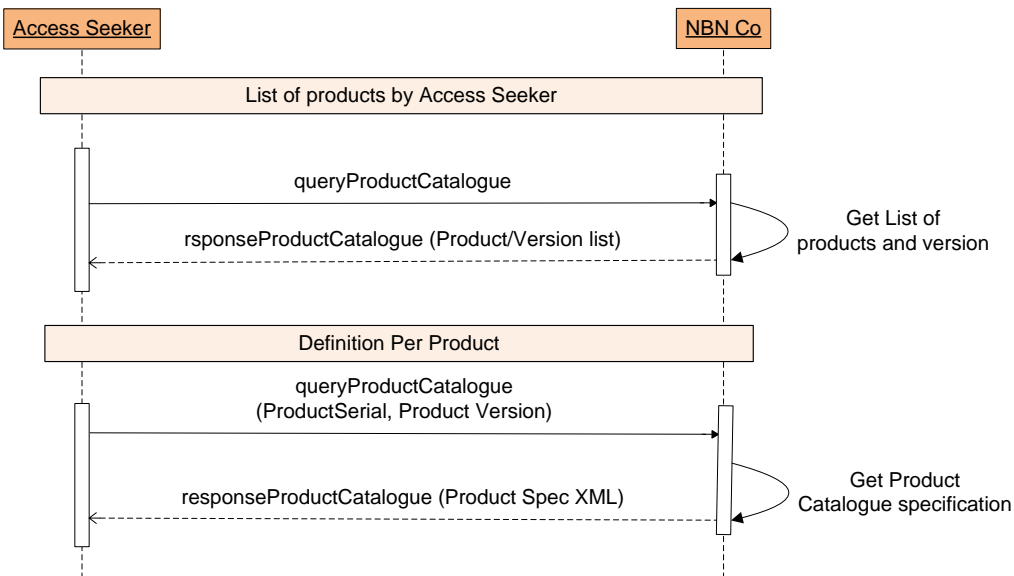 Access Seeker
NBN Co
List of products by Access Seeker
queryProductCatalogue
rsponseProductCatalogue (Product/Version list)
Get List of
products and version
Definition Per Product
queryProductCatalogue
(ProductSerial, Product Version)
responseProductCatalogue (Product Spec XML)
Get Product
Catalogue specification